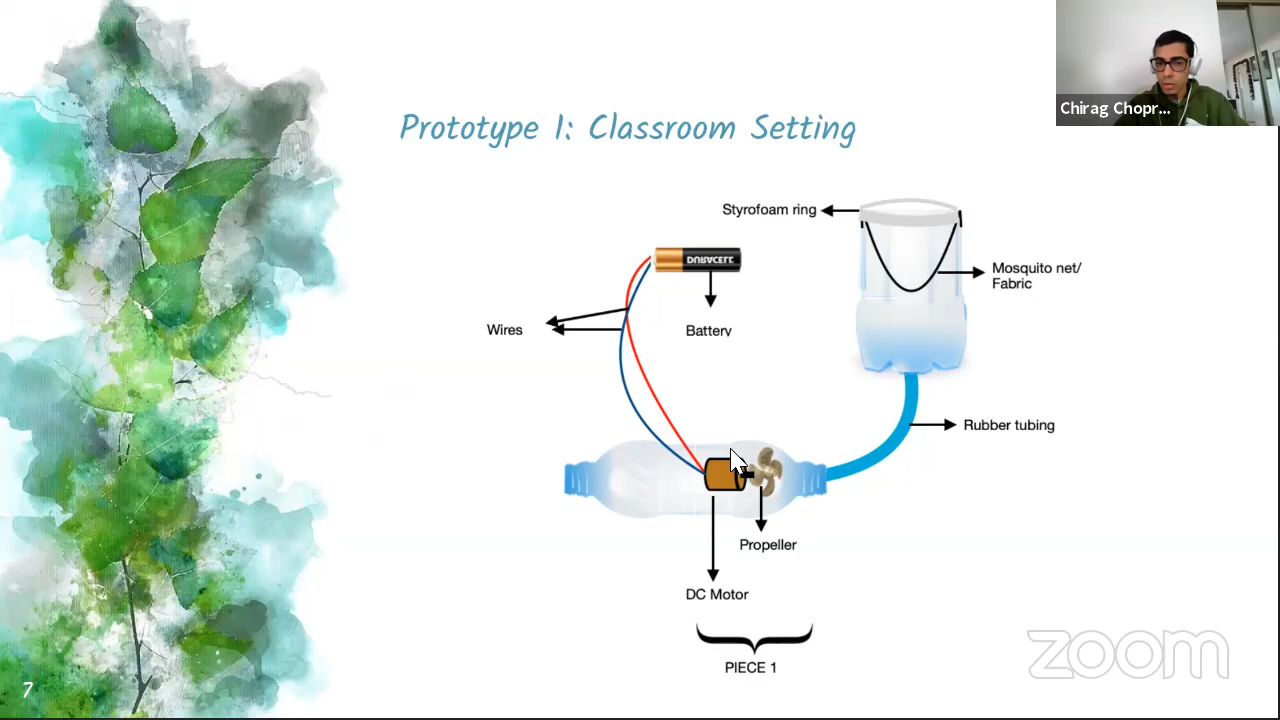 Chirag Chopr...
Prototype 1: Classroom Setting
Styrofoam ring
DURACELL
Mosquito net/
Fabric
Wires
Battery
Rubber tubing
Propeller
DC Motor
PIECE 1
zoom
7